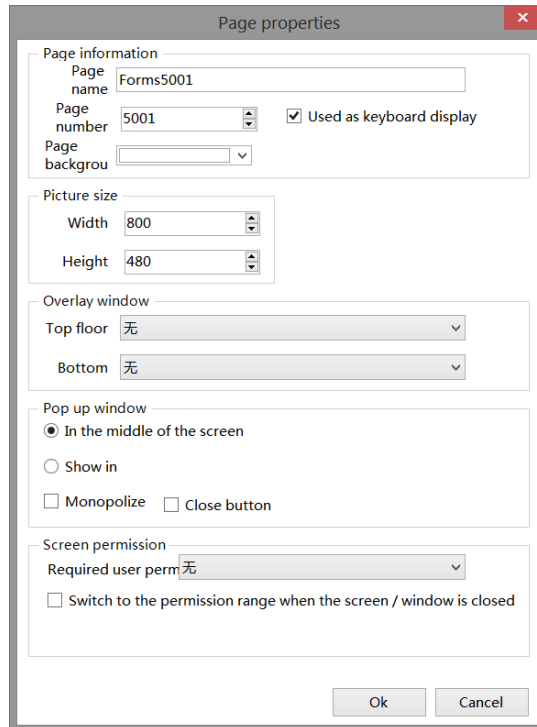 Page properties
Page information
Page name
Forms5001
Page number
5001
Used as keyboard display
Page backgrou
Picture size
Width
800
Height
480
Overlay window
Top floor
无
Bottom
无
Pop up window
In the middle of the screen
Show in
Monopolize
Close button
Screen permission
Required user perm
无
Switch to the permission range when the screen / window is closed
Ok
Cancel